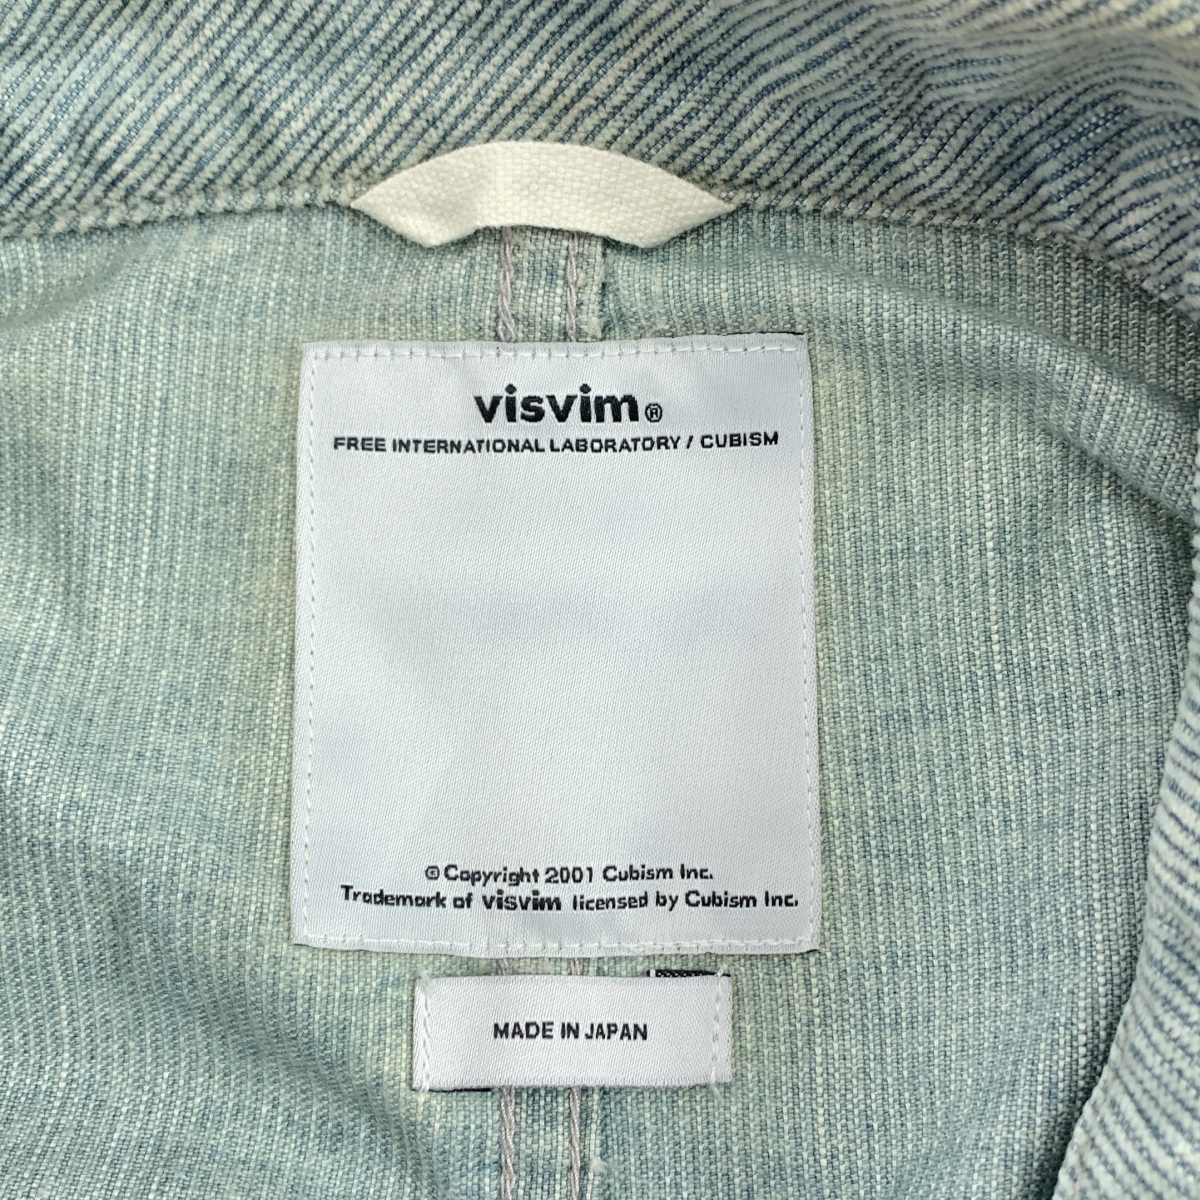 visvim®
FREE INTERNATIONAL LABORATORY / CUBISM
© Copyright 2001 Cubism Inc.
Trademark of visvim licensed by Cubism Inc.
MADE IN JAPAN